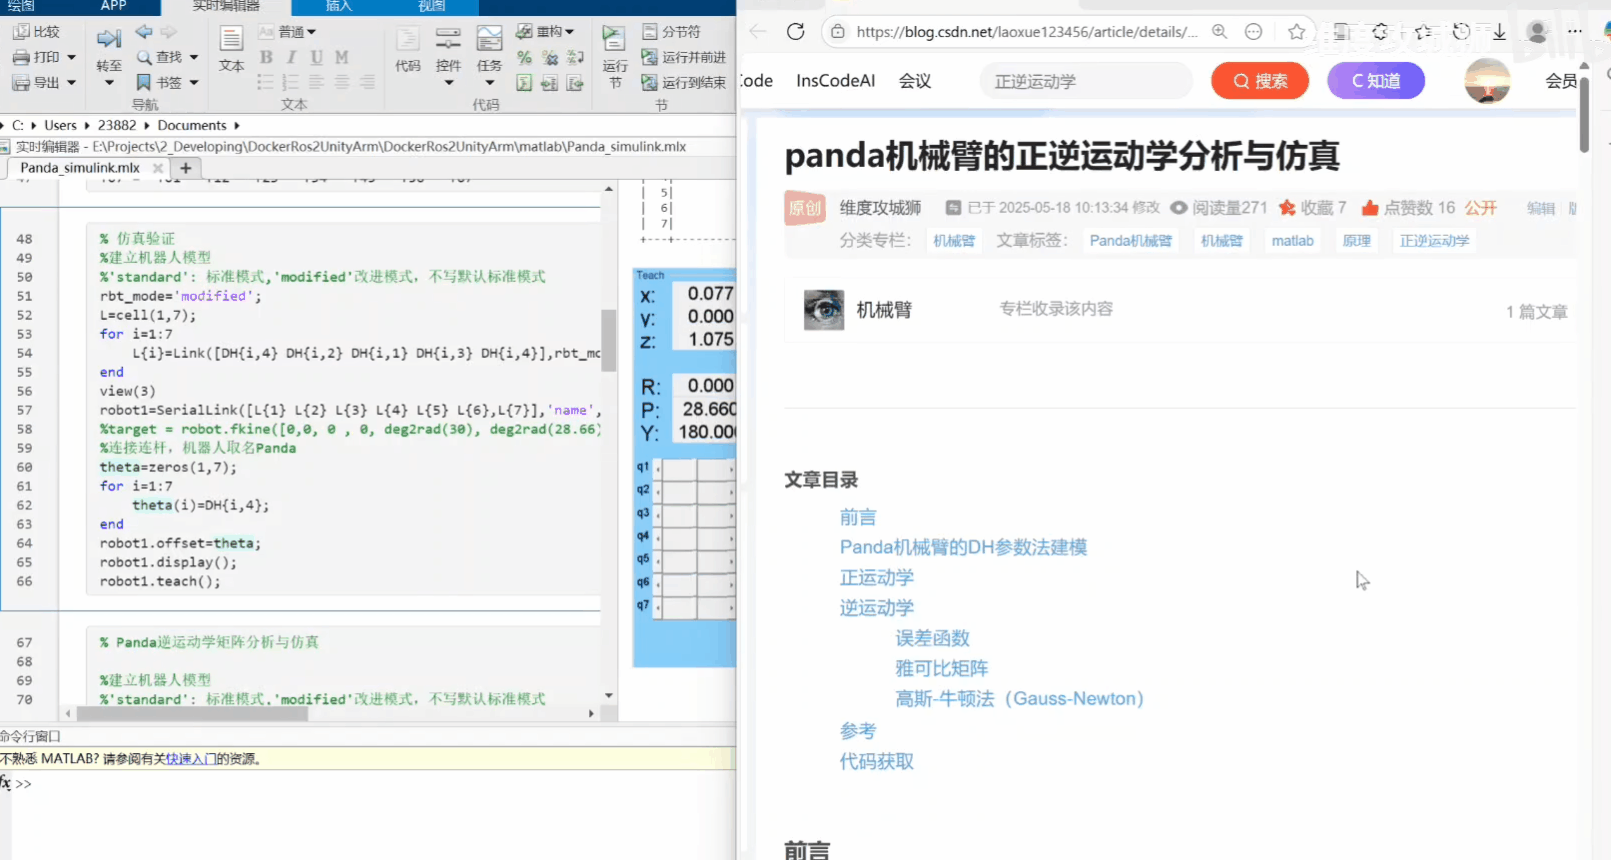 绘图 APP 实时编辑器 插入 视图
比较
打印
导出
转至
查找
书签
导航
文本
普通
B I U M
文本
代码
控件
任务
重构
代码
运行
节
分节符
运行并前进
运行到结束
节
C: Users 23882 Documents
实时编辑器 - E:\Projects\2_Developing\DockerRos2UnityArm\DockerRos2UnityArm\matlab\Panda_simulink.mlx
Panda_simulink.mlx
48 % 仿真验证
49 %建立机器人模型
50 %'standard': 标准模式,'modified'改进模式，不写默认标准模式
51 rbt_mode='modified';
52 L=cell(1,7);
53 for i=1:7
54 L{i}=Link([DH{i,4} DH{i,2} DH{i,1} DH{i,3} DH{i,4}],rbt_mc
55 end
56 view(3)
57 robot1=SerialLink([L{1} L{2} L{3} L{4} L{5} L{6},L{7}],'name',
58 %target = robot.fkine([0,0, 0 , 0, deg2rad(30), deg2rad(28.66)
59 %连接连杆，机器人取名Panda
60 theta=zeros(1,7);
61 for i=1:7
62 theta(i)=DH{i,4};
63 end
64 robot1.offset=theta;
65 robot1.display();
66 robot1.teach();
67 % Panda逆运动学矩阵分析与仿真
68
69 %建立机器人模型
70 %'standard': 标准模式,'modified'改进模式，不写默认标准模式
| 5|
| 6|
| 7|
Teach
x: 0.077
y: 0.000
z: 1.075
R: 0.000
P: 28.660
Y: 180.000
q1
q2
q3
q4
q5
q6
q7
命令行窗口
不熟悉 MATLAB? 请参阅有关快速入门的资源。
fx >>
https://blog.csdn.net/laoxue123456/article/details/...
Code InsCodeAI 会议 正逆运动学 搜索 C 知道 会员
panda机械臂的正逆运动学分析与仿真
原创 维度攻城狮 已于 2025-05-18 10:13:34 修改 阅读量271 收藏 7 点赞数 16 公开 编辑
分类专栏： 机械臂 文章标签： Panda机械臂 机械臂 matlab 原理 正逆运动学
机械臂 专栏收录该内容 1 篇文章
文章目录
前言
Panda机械臂的DH参数法建模
正运动学
逆运动学
误差函数
雅可比矩阵
高斯-牛顿法（Gauss-Newton）
参考
代码获取
前言